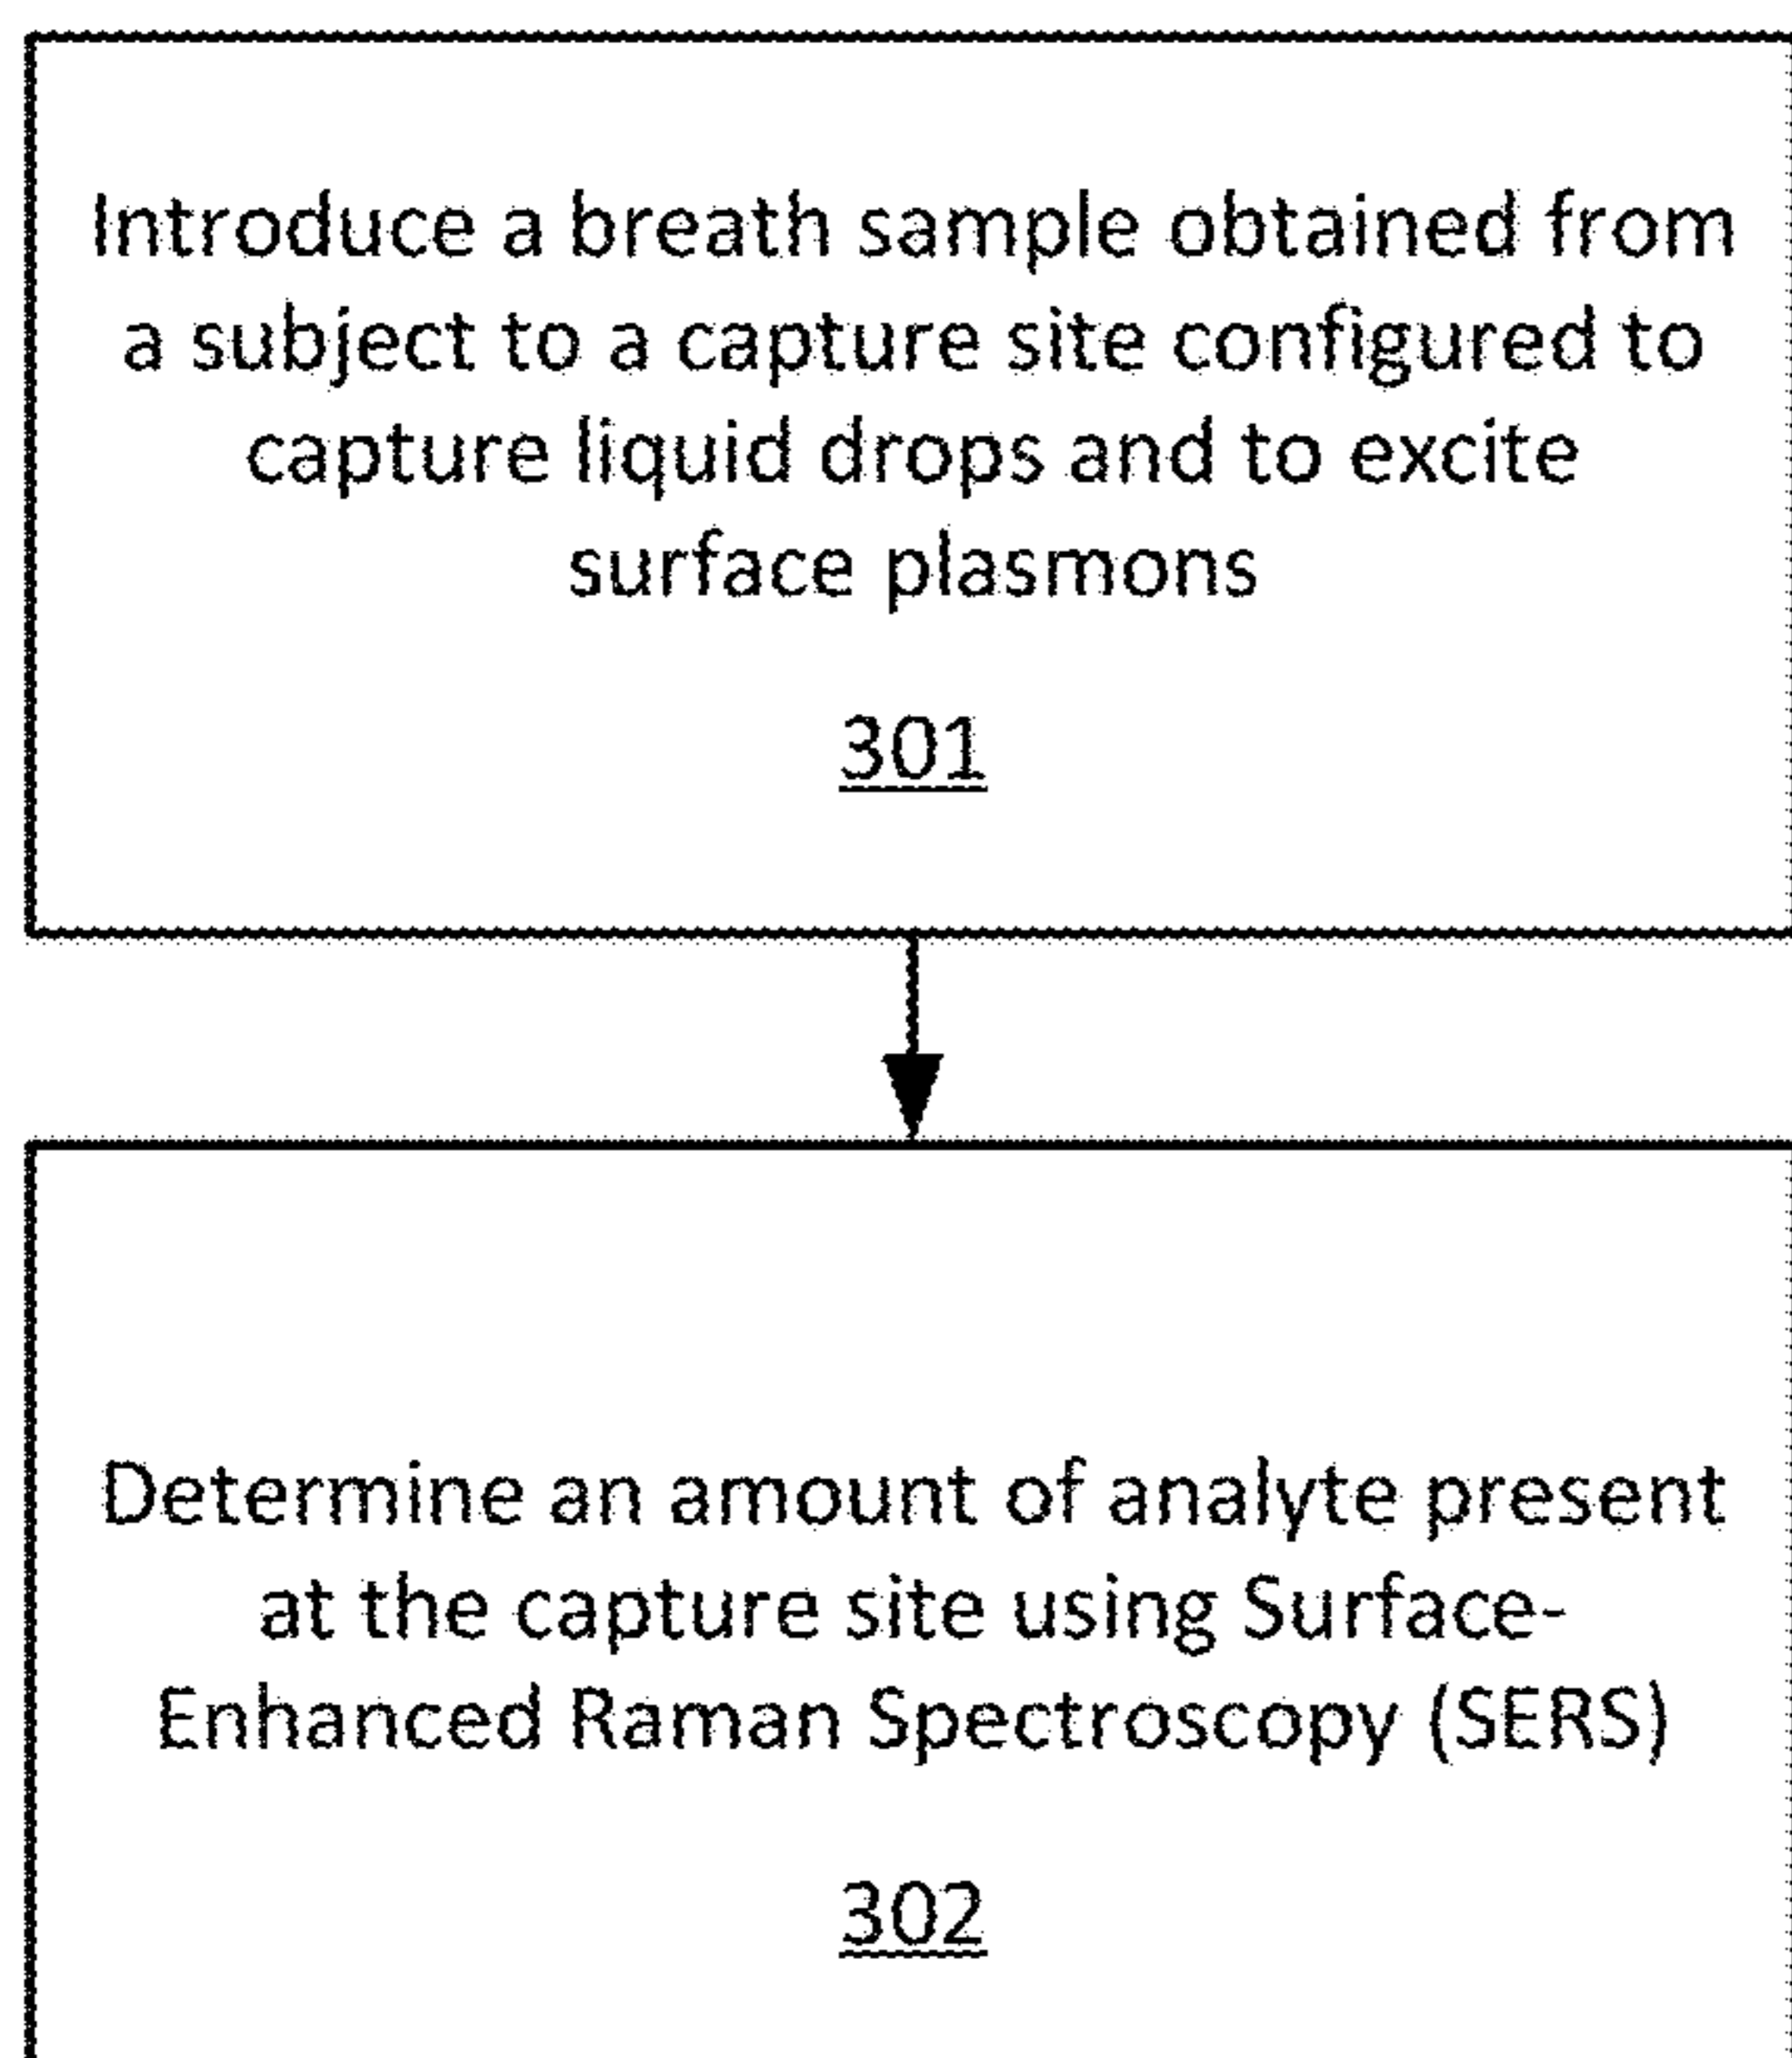 Introduce a breath sample obtained from
a subject to a capture site configured to
capture liquid drops and to excite
surface plasmons
301
Determine an amount of analyte present
at the capture site using Surface-
Enhanced Raman Spectroscopy (SERS)
302